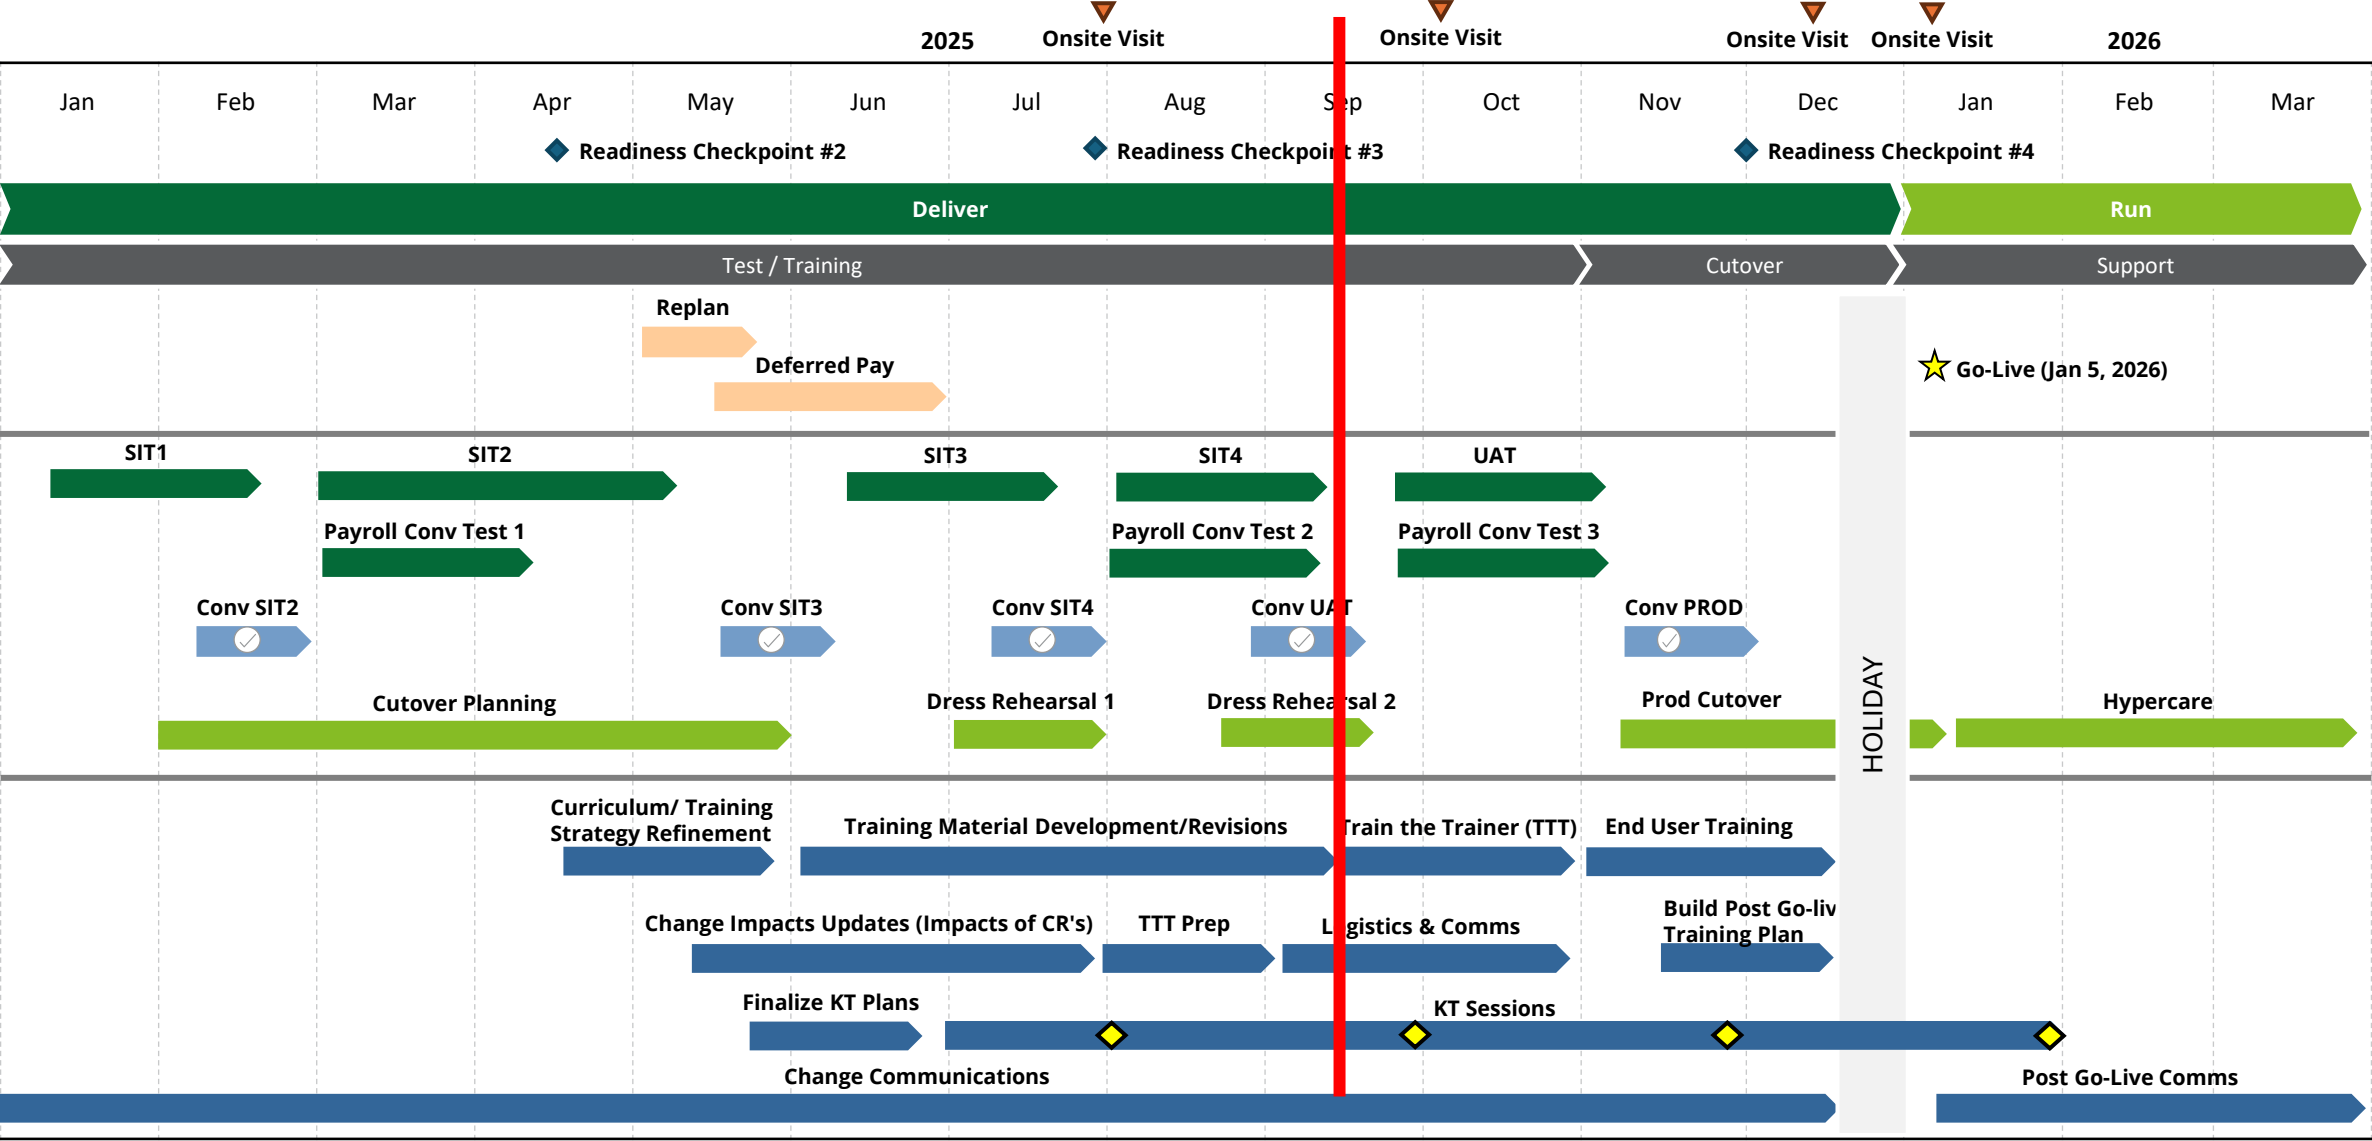 2025
Onsite Visit
Onsite Visit
Onsite Visit
Onsite Visit
2026
Jan
Feb
Mar
Apr
May
Jun
Jul
Aug
Sep
Oct
Nov
Dec
Jan
Feb
Mar
Readiness Checkpoint #2
Readiness Checkpoint #3
Readiness Checkpoint #4
Deliver
Run
Test / Training
Cutover
Support
Replan
Deferred Pay
Go-Live (Jan 5, 2026)
SIT1
SIT2
SIT3
SIT4
UAT
Payroll Conv Test 1
Payroll Conv Test 2
Payroll Conv Test 3
Conv SIT2
Conv SIT3
Conv SIT4
Conv UAT
Conv PROD
HOLIDAY
Cutover Planning
Dress Rehearsal 1
Dress Rehearsal 2
Prod Cutover
Hypercare
Curriculum/ Training
Strategy Refinement
Training Material Development/Revisions
Train the Trainer (TTT)
End User Training
Change Impacts Updates (Impacts of CR's)
TTT Prep
Logistics & Comms
Build Post Go-liv
Training Plan
Finalize KT Plans
KT Sessions
Change Communications
Post Go-Live Comms